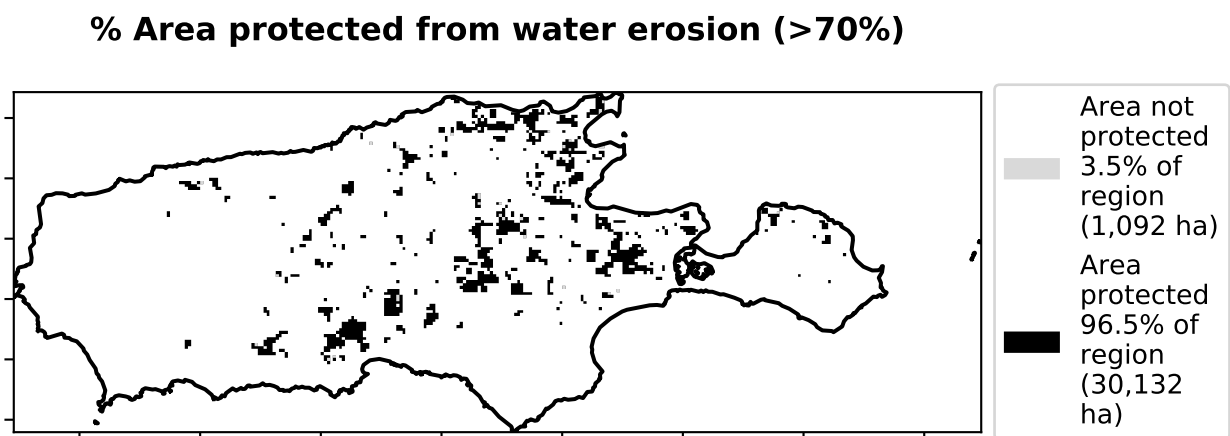 % Area protected from water erosion (>70%)
Area not
protected
3.5% of
region
(1,092 ha)
Area
protected
96.5% of
region
(30,132
ha)